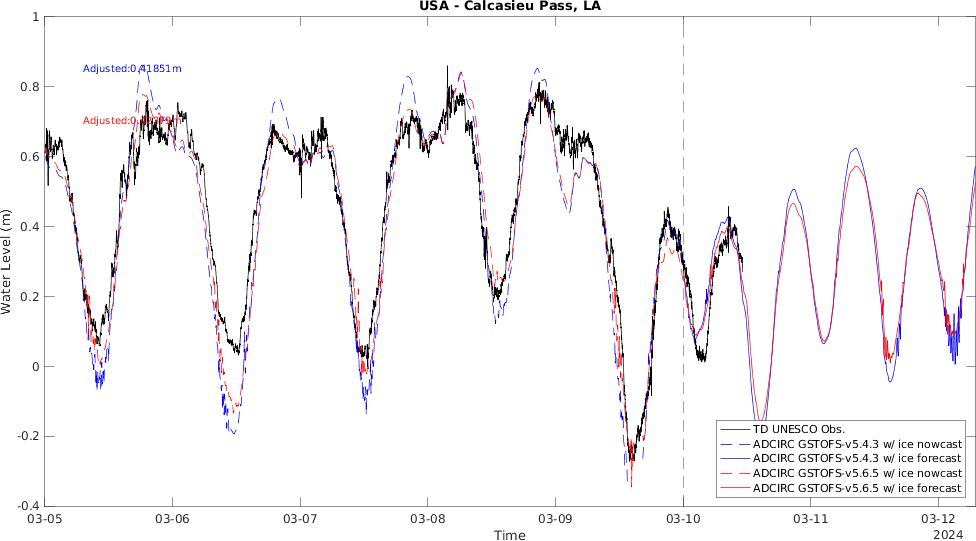 USA - Calcasieu Pass, LA
1
0.8
0.6
0.4
0.2
0
-0.2
-0.4
Water Level (m)
Adjusted:0.41851m
TD UNESCO Obs.
ADCIRC GSTOFS-v5.4.3 w/ ice nowcast
ADCIRC GSTOFS-v5.4.3 w/ ice forecast
ADCIRC GSTOFS-v5.6.5 w/ ice nowcast
ADCIRC GSTOFS-v5.6.5 w/ ice forecast
03-05 03-06 03-07 03-08 03-09 03-10 03-11 03-12
Time
2024